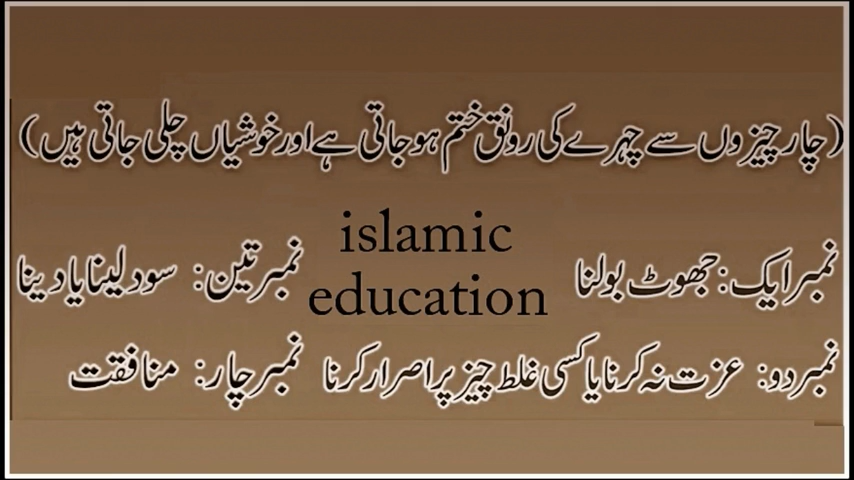 (چار چیزوں سے چہرے کی رونق ختم ہو جاتی ہے اور خوشیاں چلی جاتی ہیں)
islamic
education
نمبر ایک: جھوٹ بولنا
نمبر تین: سود لینا یا دینا
نمبر دو: عزت نہ کرنا یا کسی غلط چیز پر اصرار کرنا
نمبر چار: منافقت